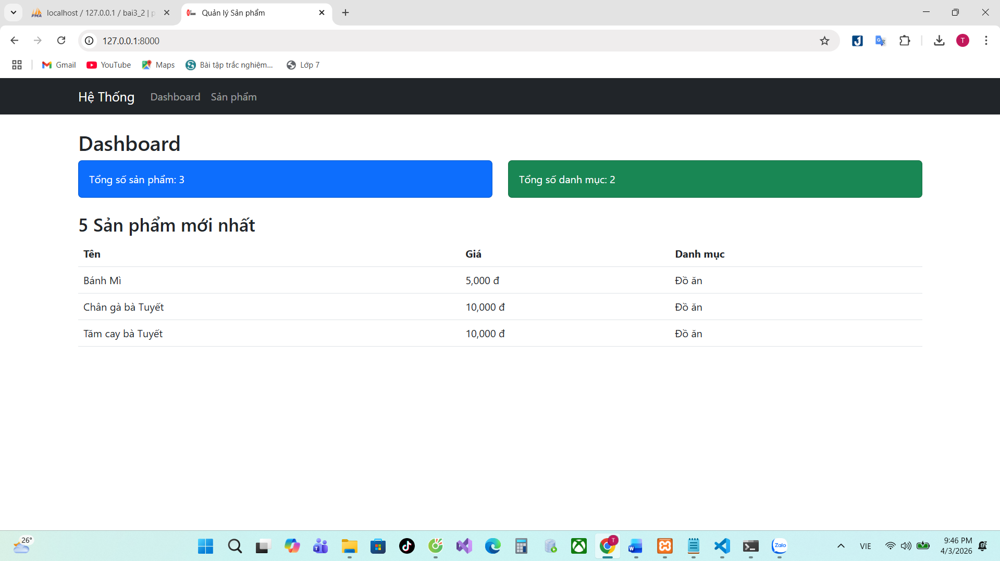 localhost / 127.0.0.1 / bai3_2 | p
Quản lý Sản phẩm
127.0.0.1:8000
T
Gmail
YouTube
Maps
Bài tập trắc nghiệm...
Lớp 7
Hệ Thống
Dashboard
Sản phẩm
Dashboard
Tổng số sản phẩm: 3
Tổng số danh mục: 2
5 Sản phẩm mới nhất
Tên Giá Danh mục
Bánh Mì 5,000 đ Đồ ăn
Chân gà bà Tuyết 10,000 đ Đồ ăn
Tăm cay bà Tuyết 10,000 đ Đồ ăn
26°
Zalo
VIE
9:46 PM
4/3/2026